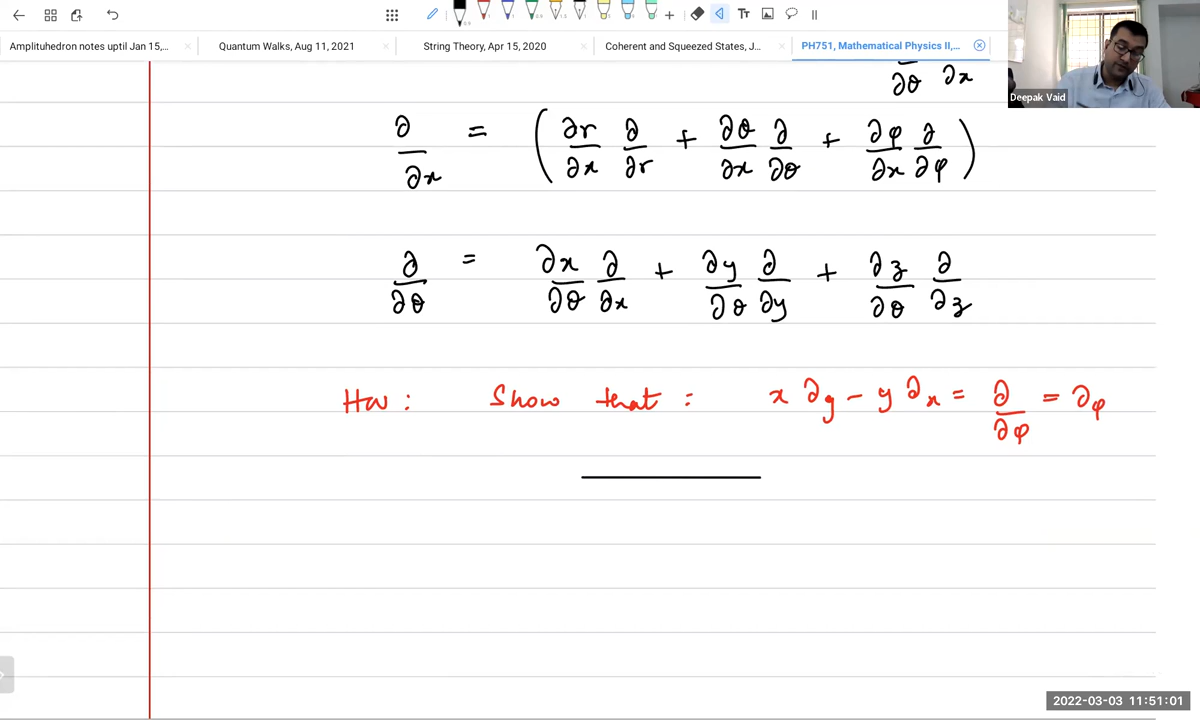 Amplituhedron notes uptil Jan 15,...
Quantum Walks, Aug 11, 2021
String Theory, Apr 15, 2020
Coherent and Squeezed States, J...
PH751, Mathematical Physics II,...
Deepak Vaid
∂θ ∂x
∂/∂x = (∂r/∂x ∂/∂r + ∂θ/∂x ∂/∂θ + ∂φ/∂x ∂/∂φ)
∂/∂θ = ∂x/∂θ ∂/∂x + ∂y/∂θ ∂/∂y + ∂z/∂θ ∂/∂z
HW : Show that : x ∂y − y ∂x = ∂/∂φ = ∂φ
2022-03-03 11:51:01